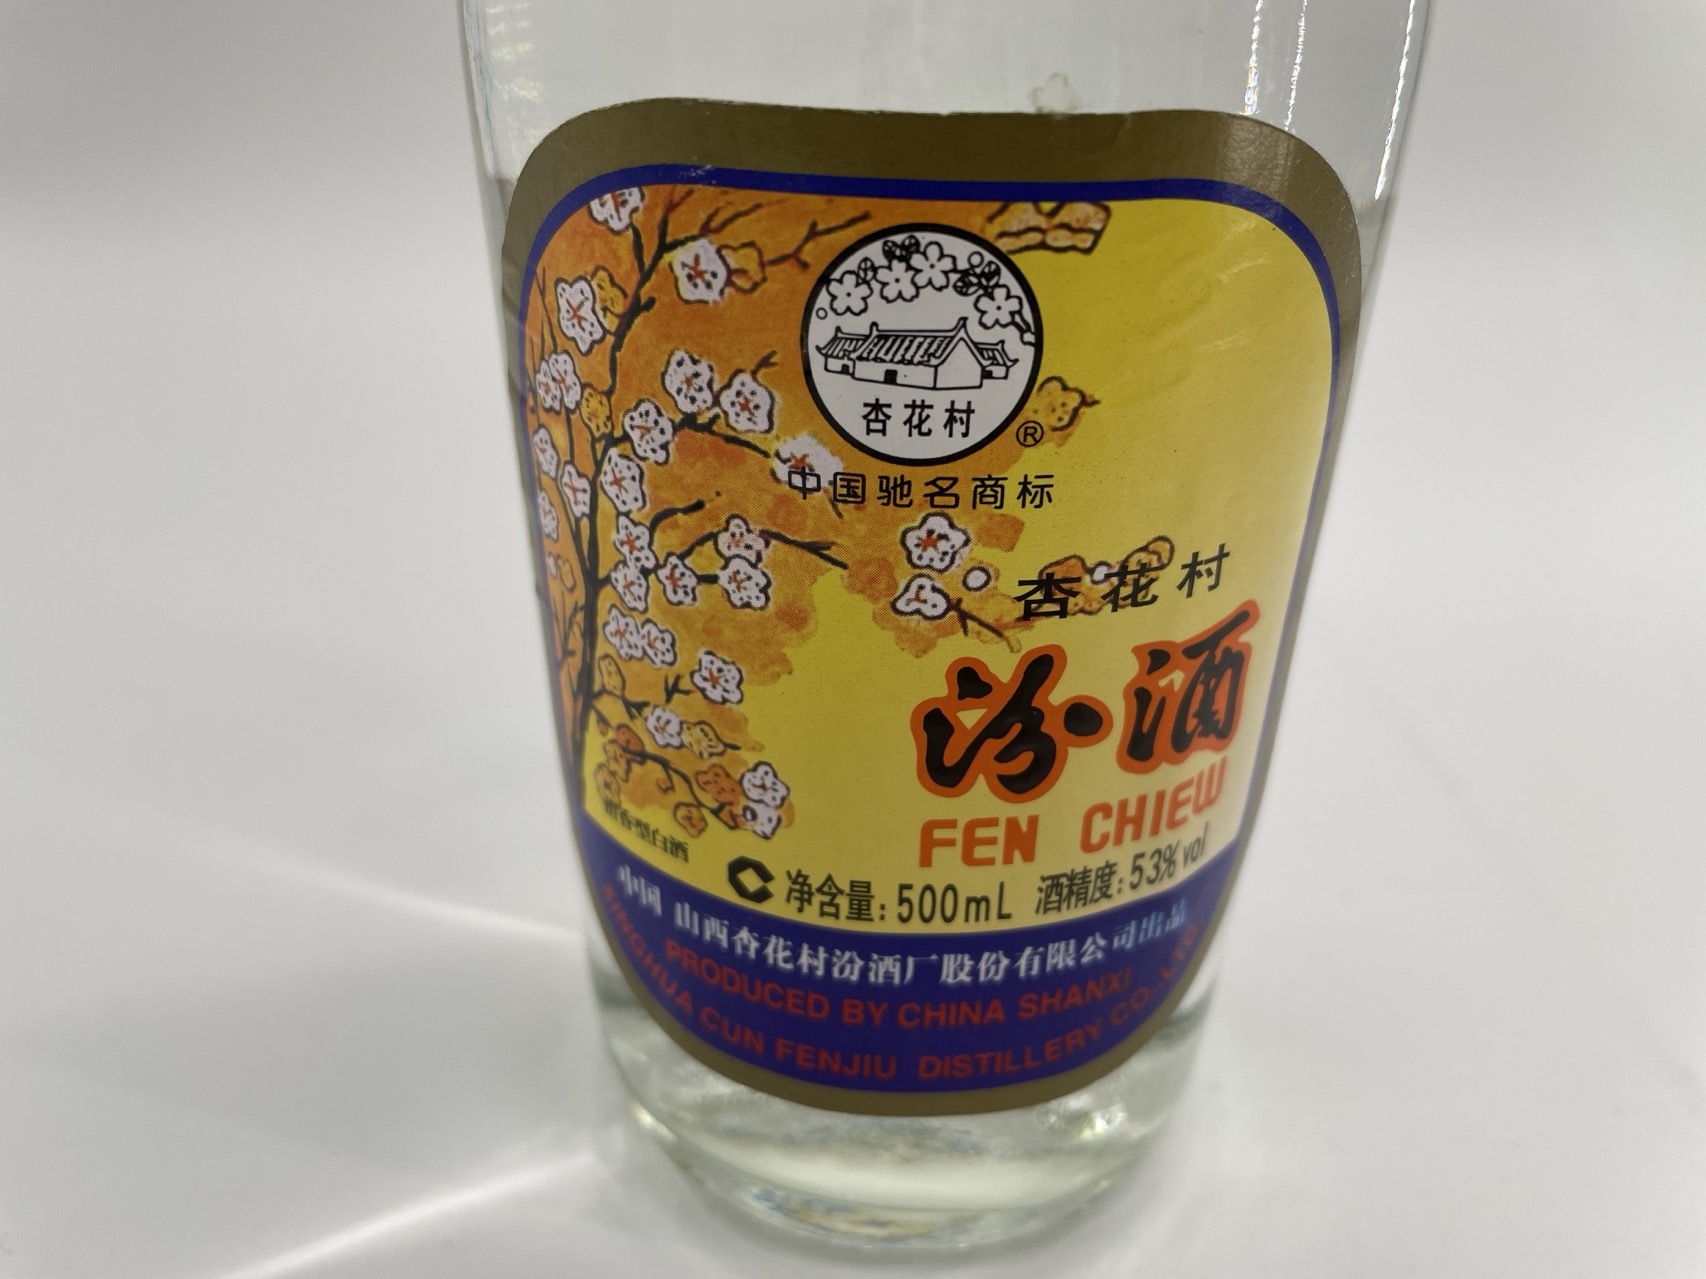 杏花村
®
中国驰名商标
杏花村
汾酒
FEN CHIEW
清香型白酒
净含量:500mL 酒精度:53%vol
中国 山西杏花村汾酒厂股份有限公司出品
PRODUCED BY CHINA SHANXI
XINGHUA CUN FENJIU DISTILLERY CO.,LTD